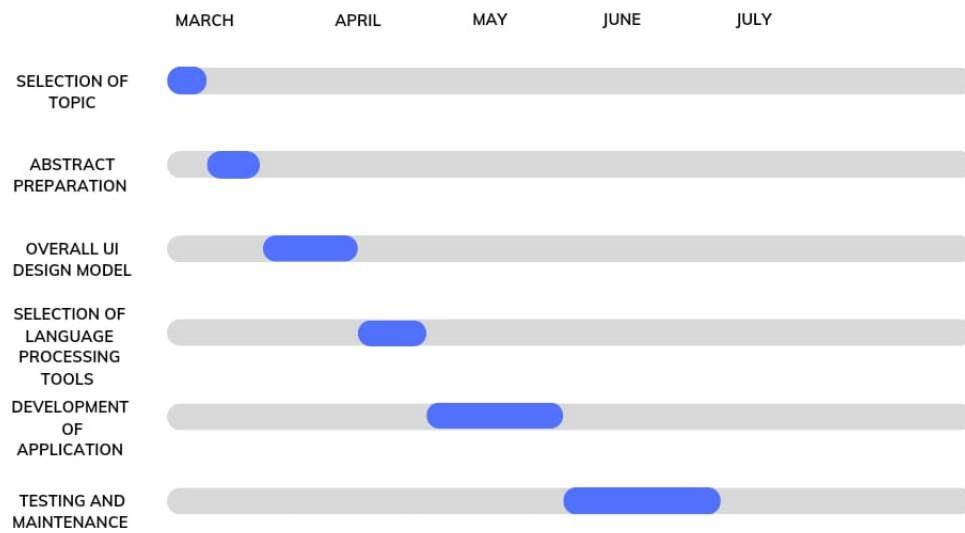 MARCH APRIL MAY JUNE JULY
SELECTION OF
TOPIC
ABSTRACT
PREPARATION
OVERALL UI
DESIGN MODEL
SELECTION OF
LANGUAGE
PROCESSING
TOOLS
DEVELOPMENT
OF
APPLICATION
TESTING AND
MAINTENANCE